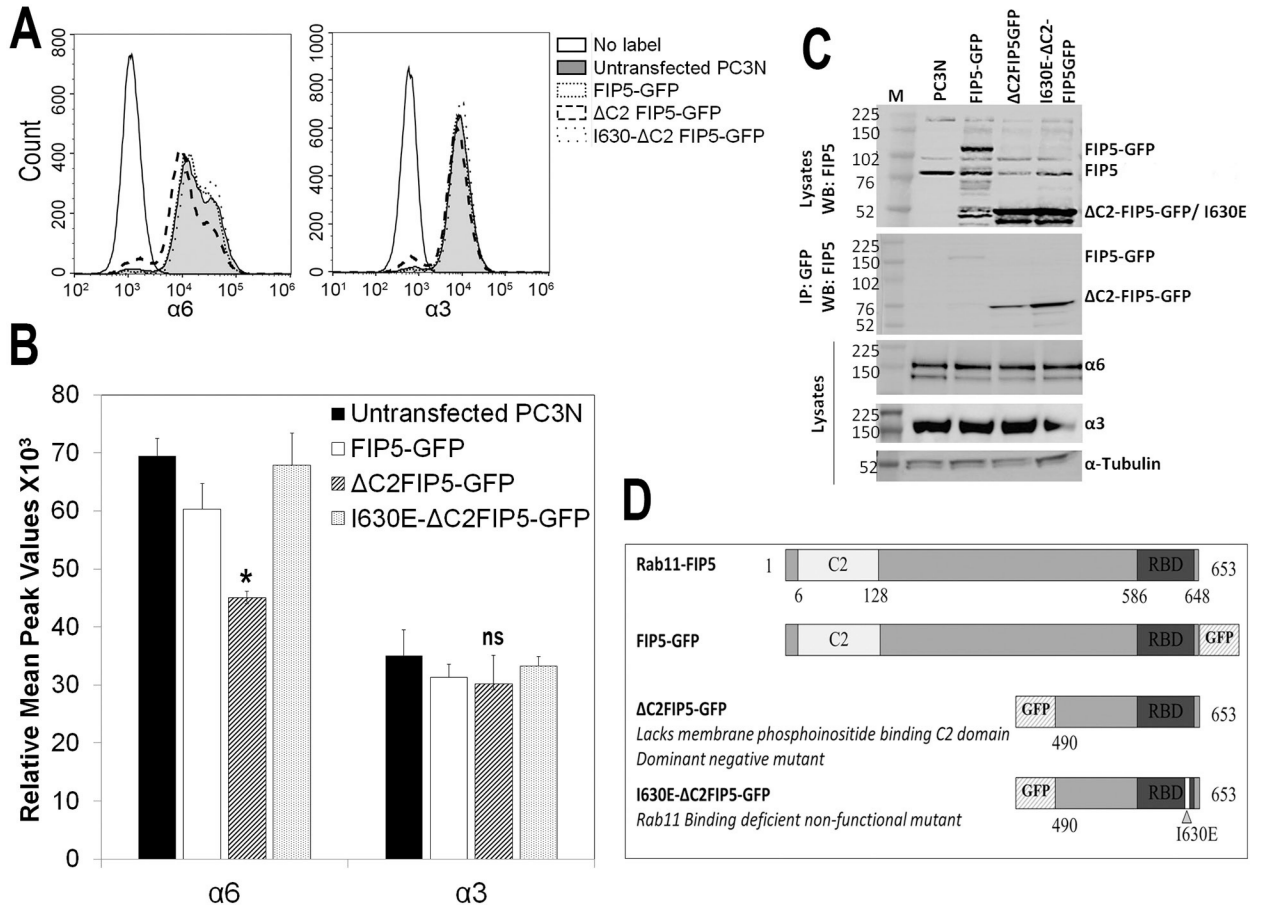 A
800
600
400
200
0
Count
10² 10³ 10⁴ 10⁵ 10⁶
α6
1000
800
600
400
200
0
10¹ 10² 10³ 10⁴ 10⁵ 10⁶
α3
No label
Untransfected PC3N
FIP5-GFP
ΔC2 FIP5-GFP
I630-ΔC2 FIP5-GFP
B
Relative Mean Peak Values X10³
80
70
60
50
40
30
20
10
0
Untransfected PC3N
FIP5-GFP
ΔC2FIP5-GFP
I630E-ΔC2FIP5-GFP
*
ns
α6
α3
C
M
PC3N
FIP5-GFP
ΔC2FIP5GFP
I630E-ΔC2-
FIP5GFP
Lysates
WB: FIP5
225
150
102
76
52
FIP5-GFP
FIP5
ΔC2-FIP5-GFP/ I630E
IP: GFP
WB: FIP5
225
150
102
76
52
FIP5-GFP
ΔC2-FIP5-GFP
Lysates
225
150
α6
225
150
α3
52
α-Tubulin
D
Rab11-FIP5
1
C2
RBD
653
6
128
586
648
FIP5-GFP
C2
RBD
GFP
ΔC2FIP5-GFP
Lacks membrane phosphoinositide binding C2 domain
Dominant negative mutant
GFP
RBD
653
490
I630E-ΔC2FIP5-GFP
Rab11 Binding deficient non-functional mutant
GFP
RBD
653
490
I630E